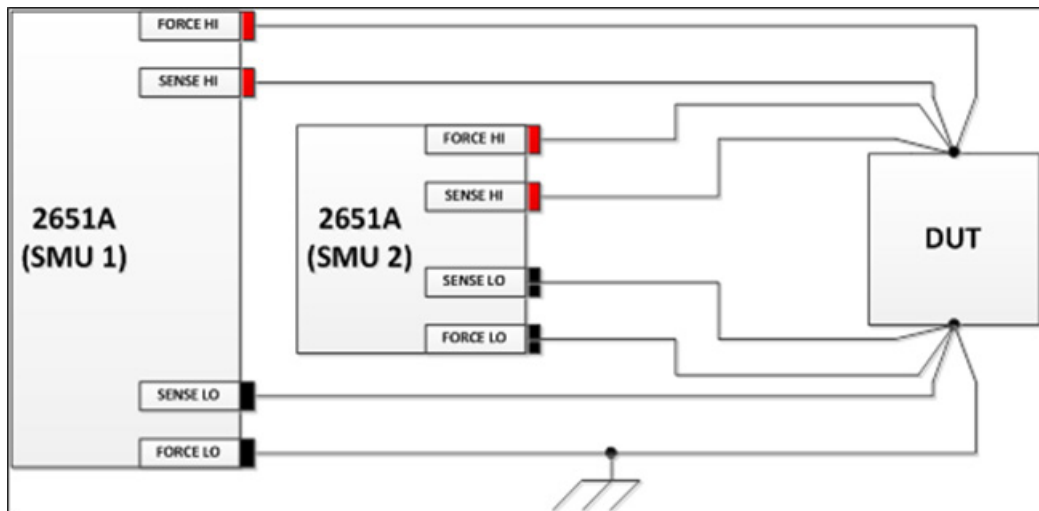 FORCE HI
SENSE HI
2651A
(SMU 1)
SENSE LO
FORCE LO
FORCE HI
SENSE HI
2651A
(SMU 2)
SENSE LO
FORCE LO
DUT